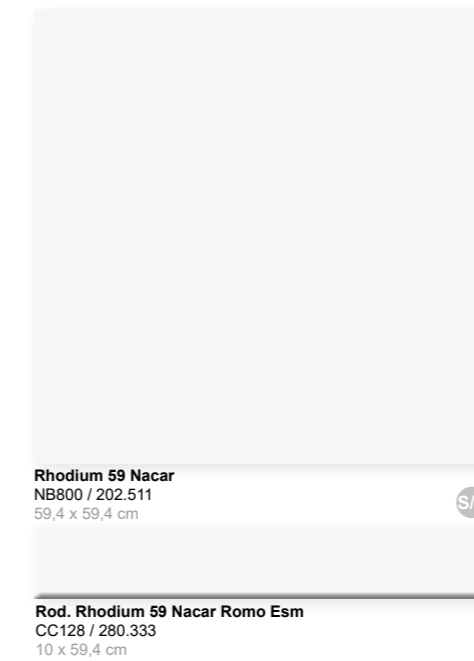 Rhodium 59 Nacar
NB800 / 202.511
59,4 x 59,4 cm
S/
Rod. Rhodium 59 Nacar Romo Esm
CC128 / 280.333
10 x 59,4 cm